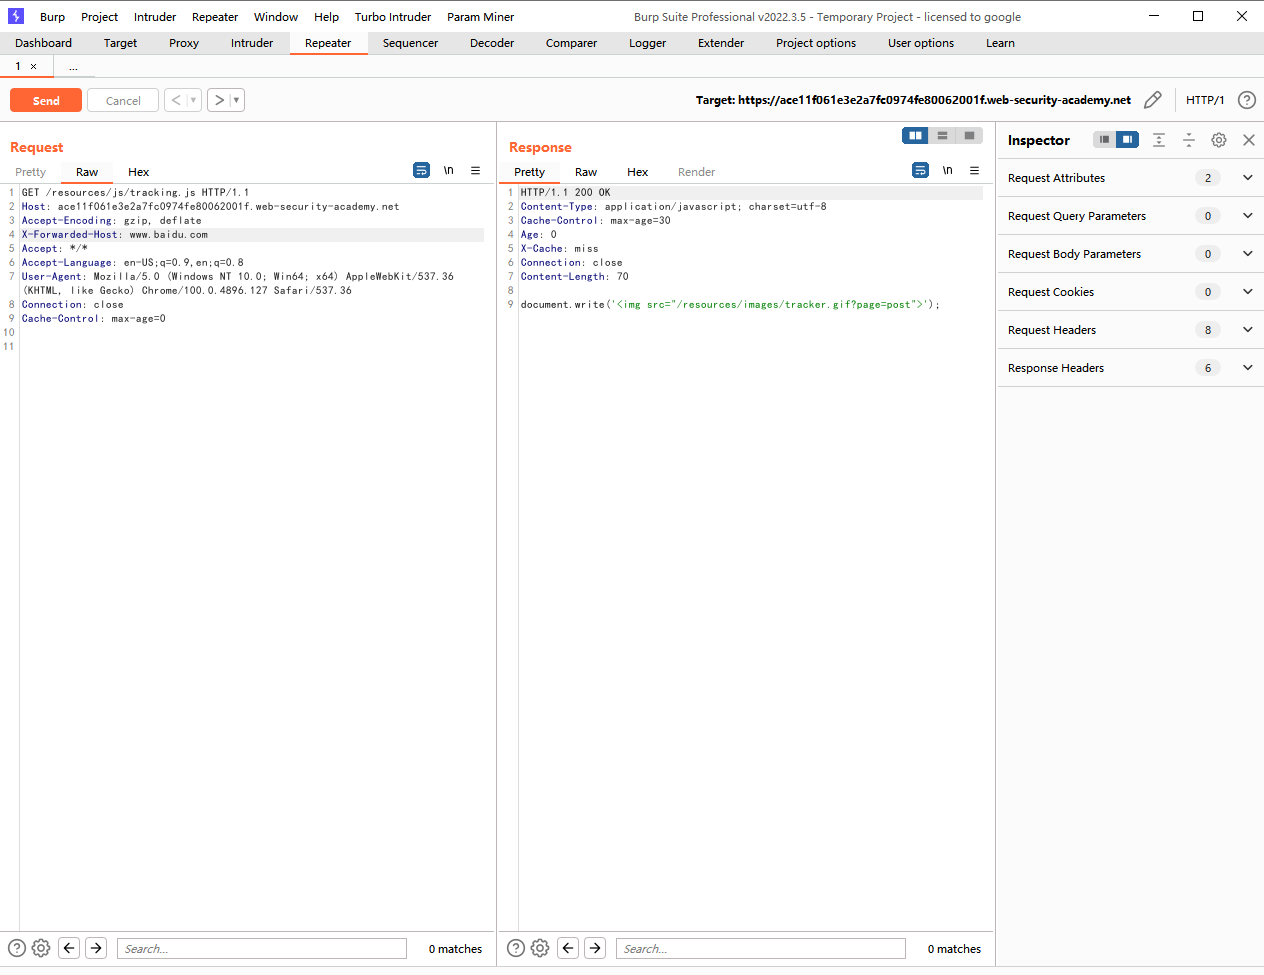 Burp Project Intruder Repeater Window Help Turbo Intruder Param Miner Burp Suite Professional v2022.3.5 - Temporary Project - licensed to google
Dashboard Target Proxy Intruder Repeater Sequencer Decoder Comparer Logger Extender Project options User options Learn
1 × ...
Send Cancel < > Target: https://ace11f061e3e2a7fc0974fe80062001f.web-security-academy.net HTTP/1 ?
Request
Pretty Raw Hex \n
1 GET /resources/js/tracking.js HTTP/1.1
2 Host: ace11f061e3e2a7fc0974fe80062001f.web-security-academy.net
3 Accept-Encoding: gzip, deflate
4 X-Forwarded-Host: www.baidu.com
5 Accept: */*
6 Accept-Language: en-US;q=0.9,en;q=0.8
7 User-Agent: Mozilla/5.0 (Windows NT 10.0; Win64; x64) AppleWebKit/537.36
(KHTML, like Gecko) Chrome/100.0.4896.127 Safari/537.36
8 Connection: close
9 Cache-Control: max-age=0
10
11
? Search... 0 matches
Response
Pretty Raw Hex Render \n
1 HTTP/1.1 200 OK
2 Content-Type: application/javascript; charset=utf-8
3 Cache-Control: max-age=30
4 Age: 0
5 X-Cache: miss
6 Connection: close
7 Content-Length: 70
8
9 document.write('<img src="/resources/images/tracker.gif?page=post">');
? Search... 0 matches
Inspector
Request Attributes 2
Request Query Parameters 0
Request Body Parameters 0
Request Cookies 0
Request Headers 8
Response Headers 6